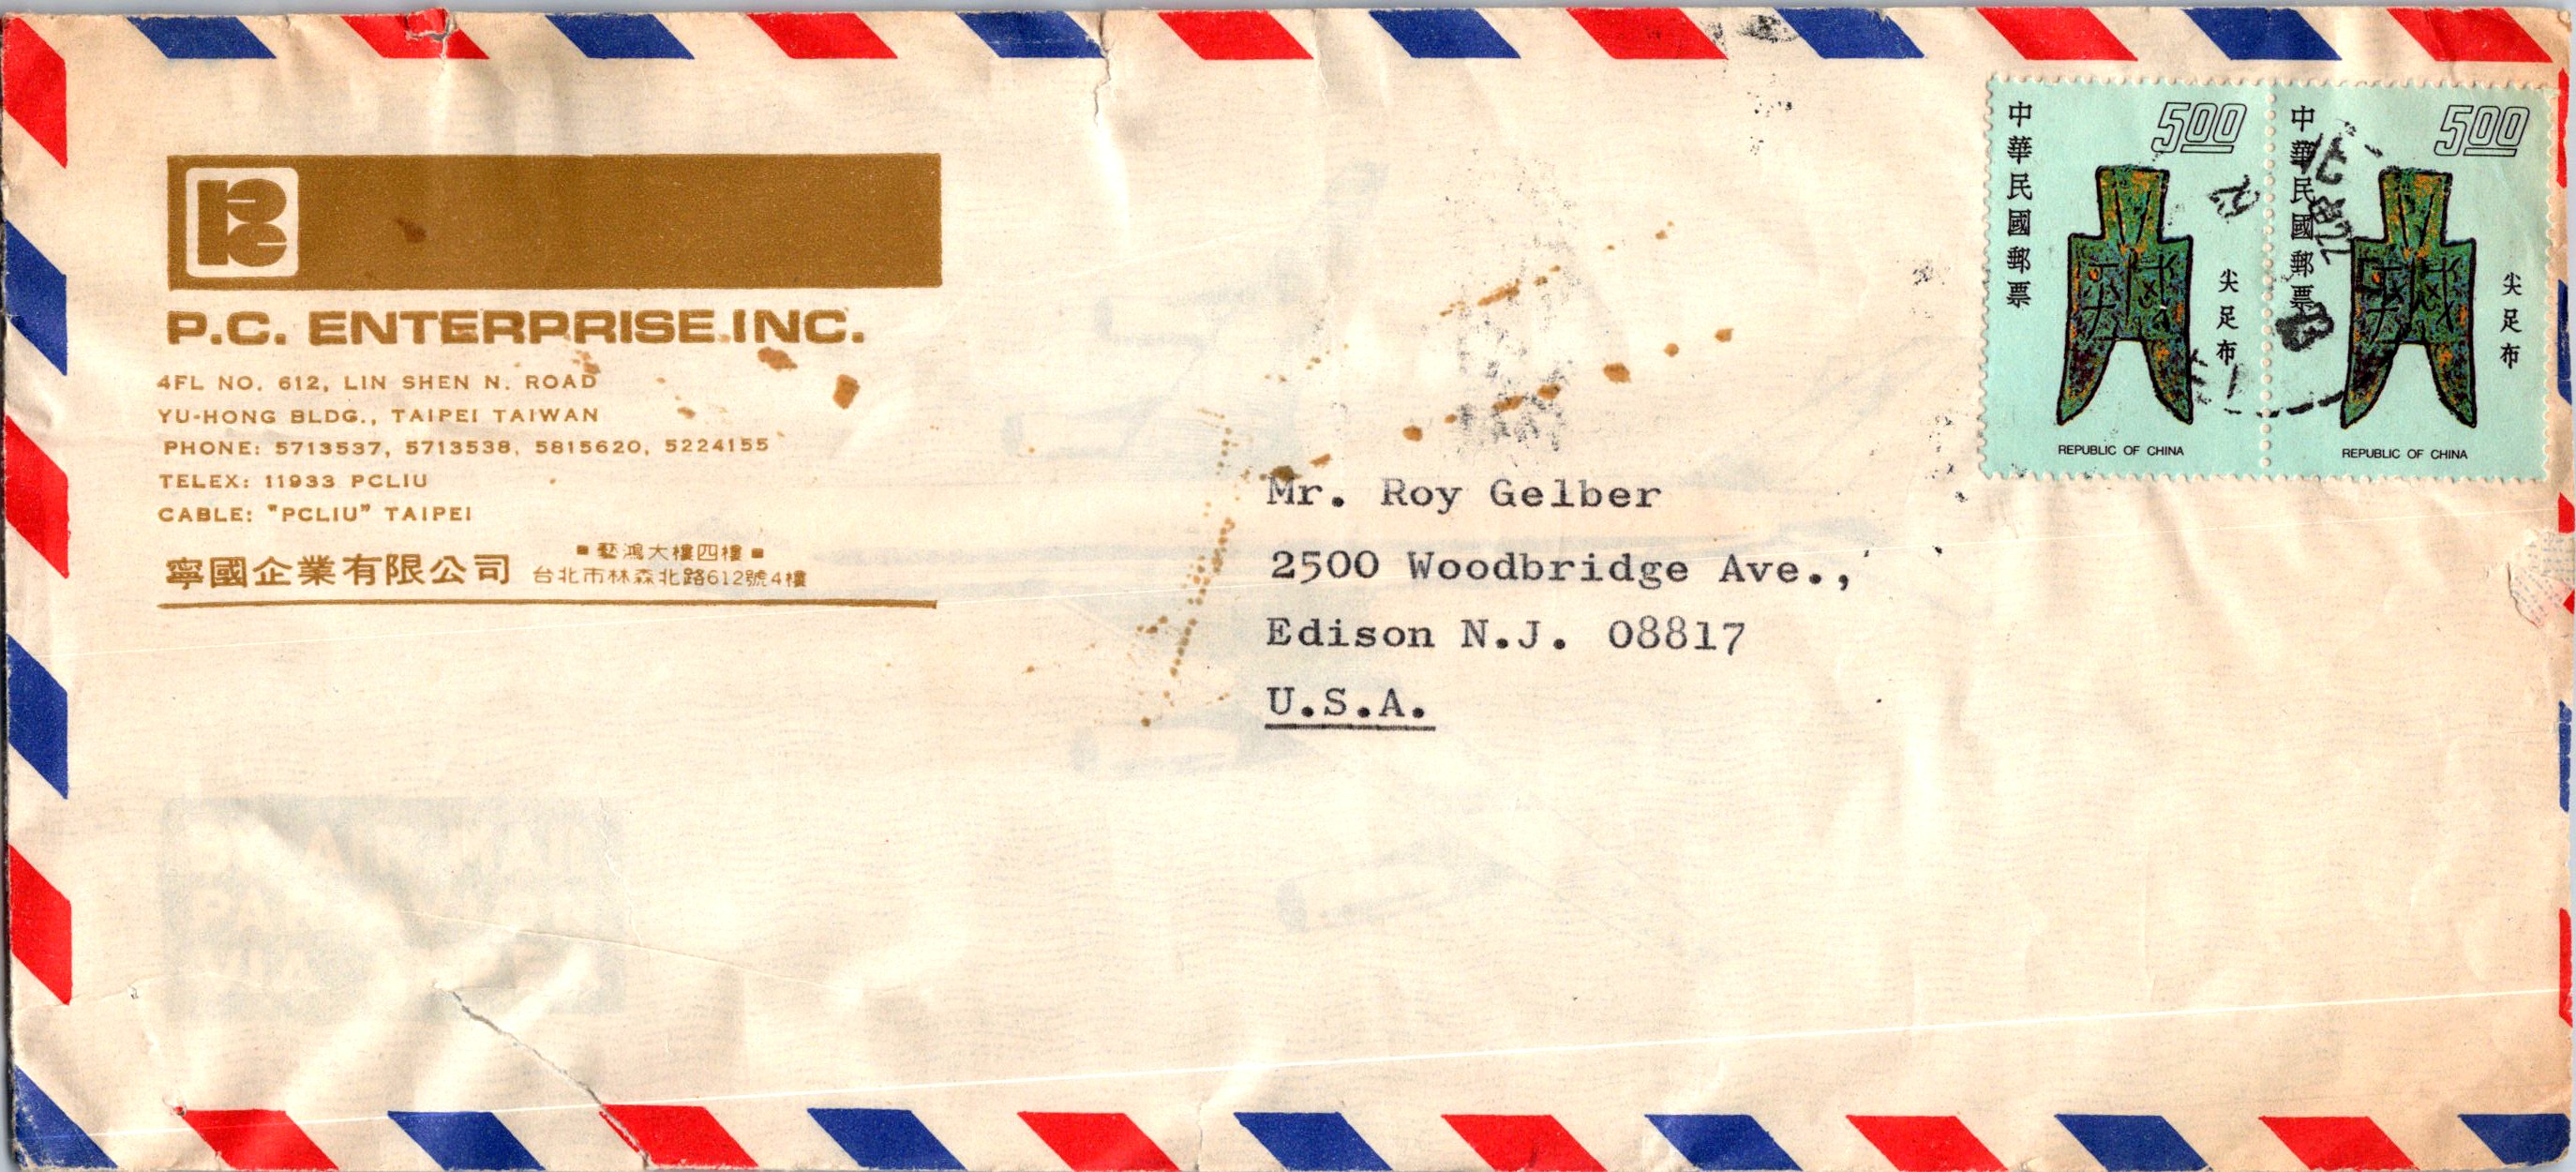 P.C. ENTERPRISE.INC.
4FL NO. 612, LIN SHEN N. ROAD
YU-HONG BLDG., TAIPEI TAIWAN
PHONE: 5713537, 5713538, 5815620, 5224155
TELEX: 11933 PCLIU
CABLE: "PCLIU" TAIPEI
寧國企業有限公司
■ 鴻大樓四樓 ■
台北市林森北路612號4樓
中華民國郵票
5.00
尖足布
REPUBLIC OF CHINA
中華民國郵票
5.00
尖足布
REPUBLIC OF CHINA
Mr. Roy Gelber
2500 Woodbridge Ave.,
Edison N.J. 08817
U.S.A.